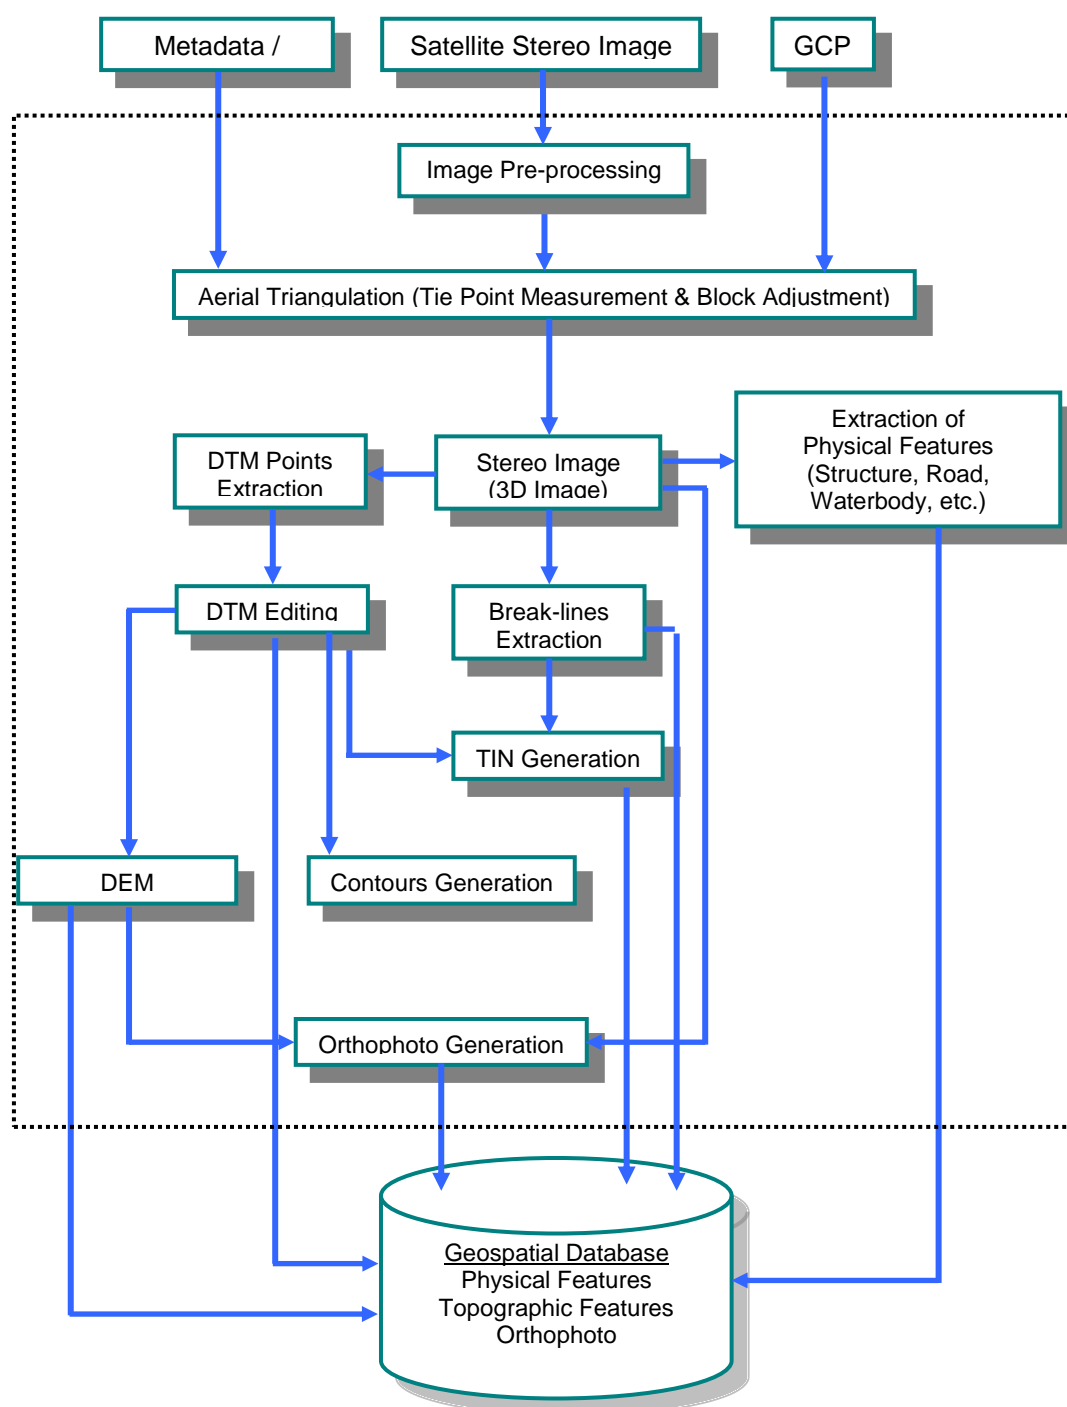 Metadata /
Satellite Stereo Image
GCP
Image Pre-processing
Aerial Triangulation (Tie Point Measurement & Block Adjustment)
Extraction of
Physical Features
(Structure, Road,
Waterbody, etc.)
DTM Points
Extraction
Stereo Image
(3D Image)
DTM Editing
Break-lines
Extraction
TIN Generation
DEM
Contours Generation
Orthophoto Generation
Geospatial Database
Physical Features
Topographic Features
Orthophoto